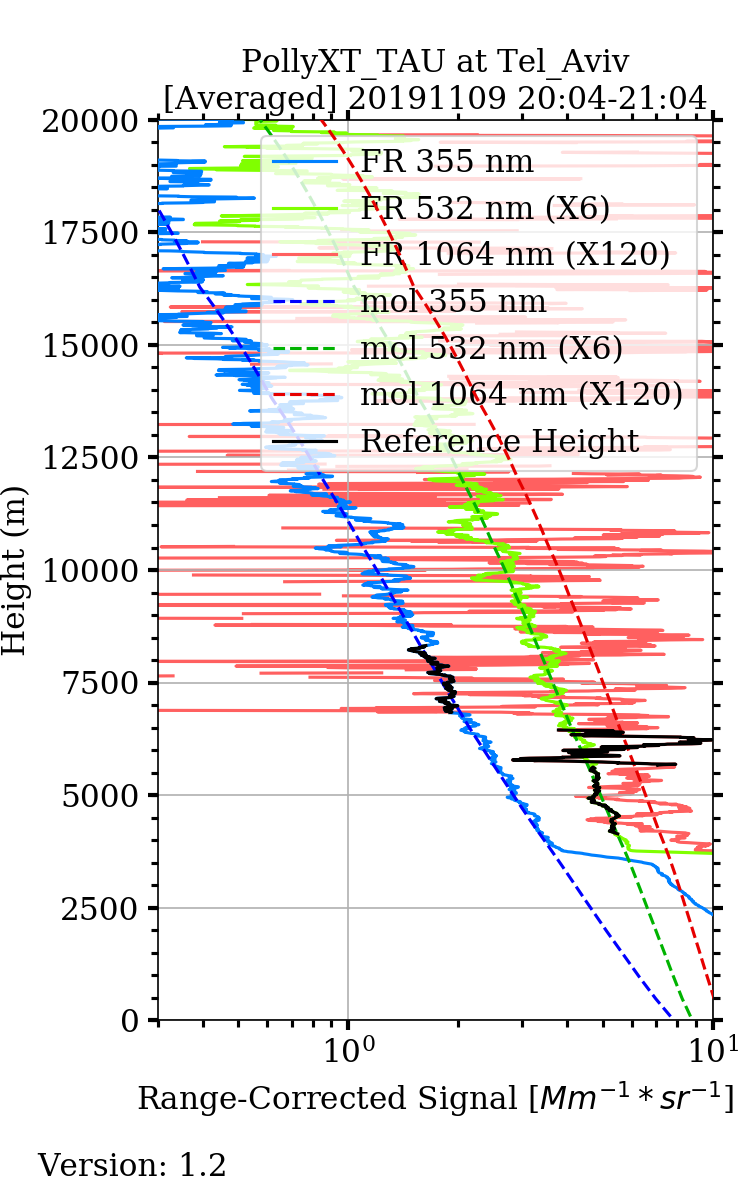 PollyXT_TAU at Tel_Aviv
[Averaged] 20191109 20:04-21:04
20000
17500
15000
12500
10000
7500
5000
2500
0
Height (m)
FR 355 nm
FR 532 nm (X6)
FR 1064 nm (X120)
mol 355 nm
mol 532 nm (X6)
mol 1064 nm (X120)
Reference Height
10⁰ 10¹
Range-Corrected Signal [Mm⁻¹ * sr⁻¹]
Version: 1.2